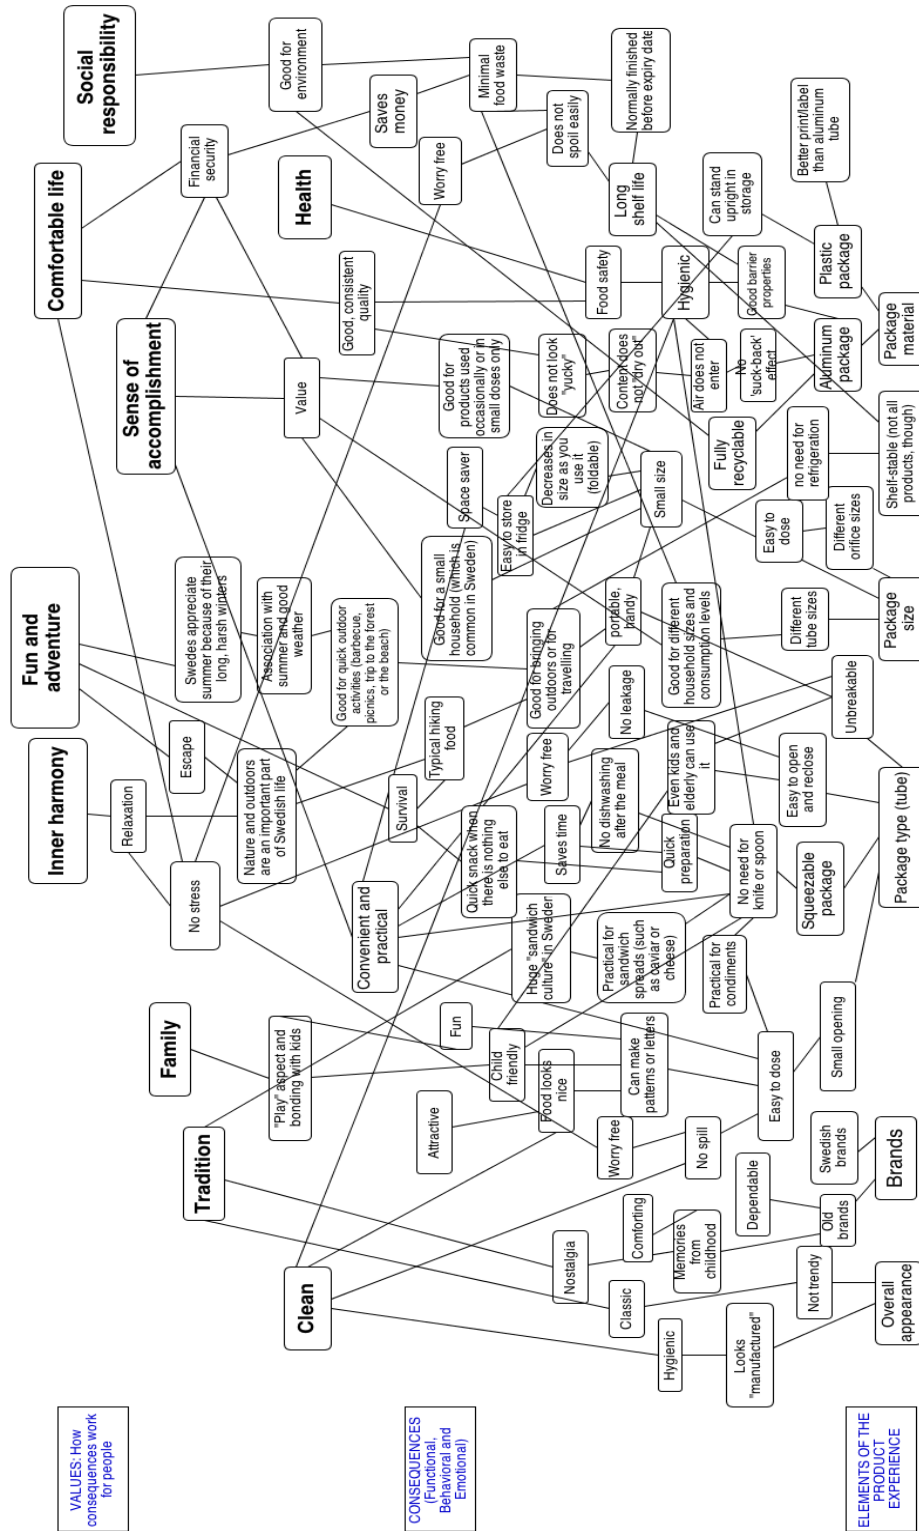 VALUES: How
consequences work
for people
CONSEQUENCES
(Functional,
Behavioral and
Emotional)
ELEMENTS OF THE
PRODUCT
EXPERIENCE
Clean
Tradition
Family
Inner harmony
Fun and
adventure
Sense of
accomplishment
Comfortable life
Health
Social
responsibility
Relaxation
Escape
No stress
Swedes appreciate
summer because of their
long, harsh winters
Financial
security
Good for
environment
"Play" aspect and
bonding with kids
Nature and outdoors
are an important part
of Swedish life
Association with
summer and good
weather
Value
Convenient and
practical
Good for quick outdoor
activities (barbecue,
picnics, trip to the forest
or the beach)
Good, consistent
quality
Saves
money
Attractive
Fun
Survival
Typical hiking
food
Good for a small
household (which is
common in Sweden)
Space saver
Good for
products used
occasionally or in
small doses only
Worry free
Minimal
food waste
Child
friendly
Quick snack when
there is nothing
else to eat
Easy to store
in fridge
Nostalgia
Food looks
nice
Huge "sandwich
culture" in Sweden
Saves time
Worry free
Good for bringing
outdoors or for
travelling
Decreases in
size as you
use it
(foldable)
Does not look
"yucky"
Does not
spoil easily
Classic
Comforting
Worry free
Can make
patterns or letters
Practical for
sandwich
spreads (such
as caviar or
cheese)
No dishwashing
after the meal
No leakage
portable,
handy
Small size
Content does
not "dry out"
Food safety
Long
shelf life
Normally finished
before expiry date
Hygienic
Memories
from
childhood
No spill
Quick
preparation
Even kids and
elderly can use
it
Good for different
household sizes and
consumption levels
Air does not
enter
Hygienic
Looks
"manufactured"
Dependable
Practical for
condiments
No need for
knife or spoon
Fully
recyclable
No
'suck-back'
effect
Good barrier
properties
Can stand
upright in
storage
Easy to dose
Easy to open
and reclose
Different
tube sizes
Easy to
dose
no need for
refrigeration
Not trendy
Old
brands
Swedish
brands
Small opening
Squeezable
package
Unbreakable
Different
orifice sizes
Aluminum
package
Plastic
package
Better print/label
than aluminum
tube
Overall
appearance
Brands
Package type (tube)
Package
size
Shelf-stable (not all
products, though)
Package
material